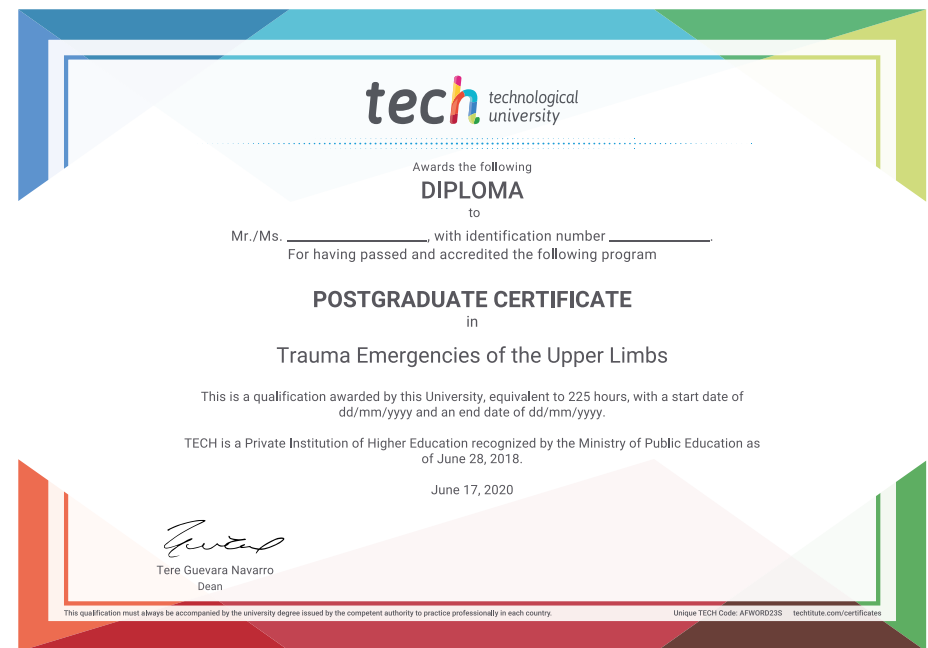 tech technological
university
Awards the following
DIPLOMA
to
Mr./Ms. ____________, with identification number ____________.
For having passed and accredited the following program
POSTGRADUATE CERTIFICATE
in
Trauma Emergencies of the Upper Limbs
This is a qualification awarded by this University, equivalent to 225 hours, with a start date of
dd/mm/yyyy and an end date of dd/mm/yyyy.
TECH is a Private Institution of Higher Education recognized by the Ministry of Public Education as
of June 28, 2018.
June 17, 2020
Tere Guevara Navarro
Dean
This qualification must always be accompanied by the university degree issued by the competent authority to practice professionally in each country. Unique TECH Code: AFWORD23S techtitute.com/certificates